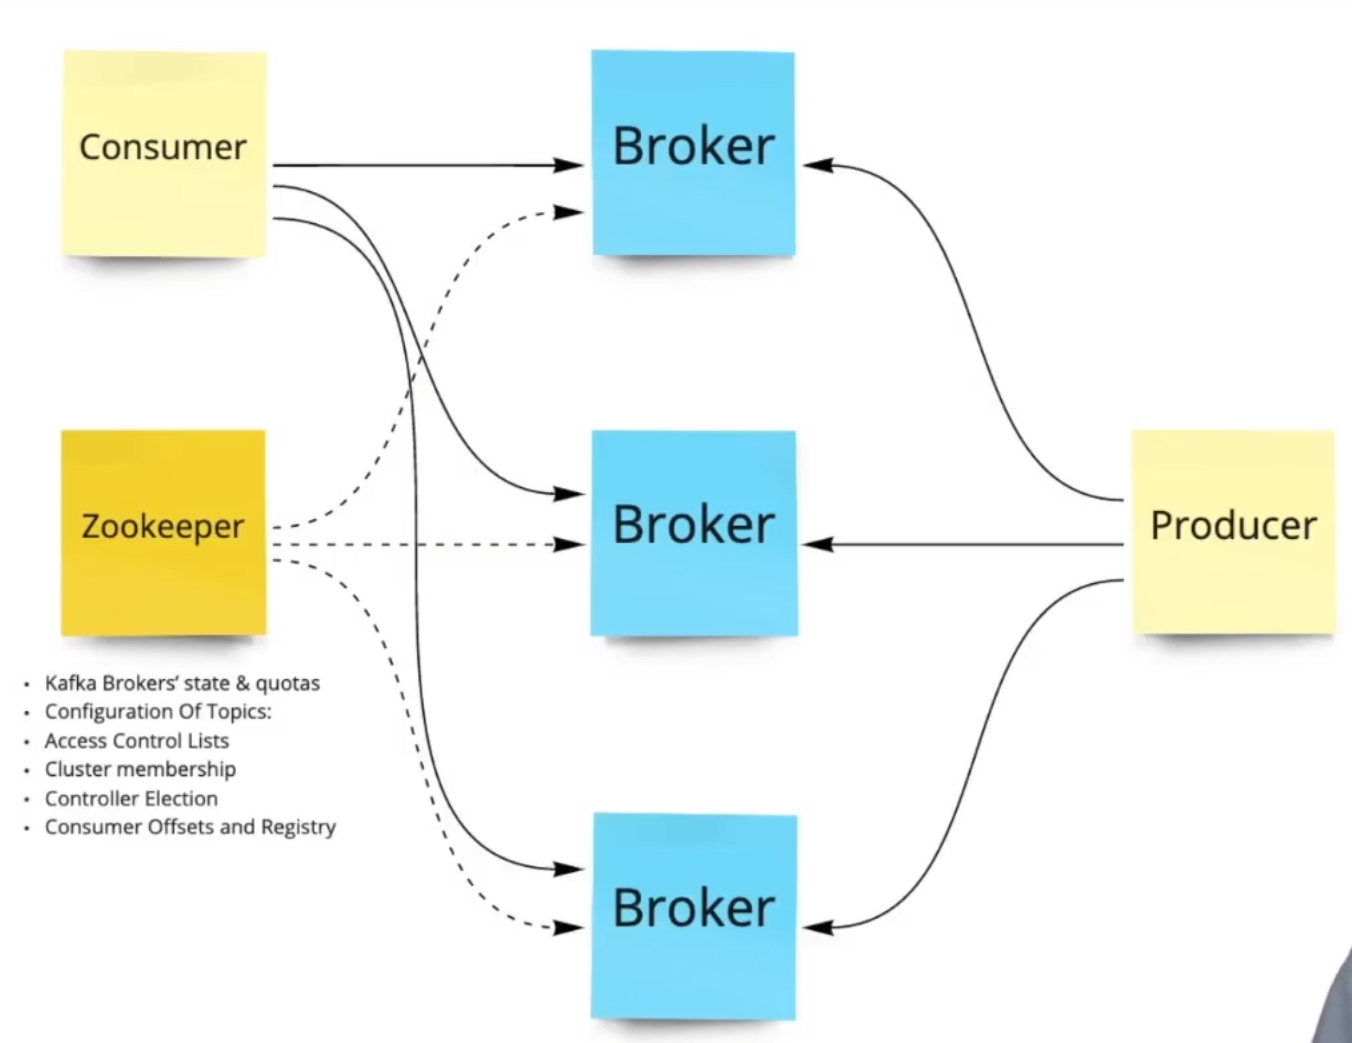 Consumer
Broker
Zookeeper
Broker
Producer
• Kafka Brokers’ state & quotas
• Configuration Of Topics:
• Access Control Lists
• Cluster membership
• Controller Election
• Consumer Offsets and Registry
Broker